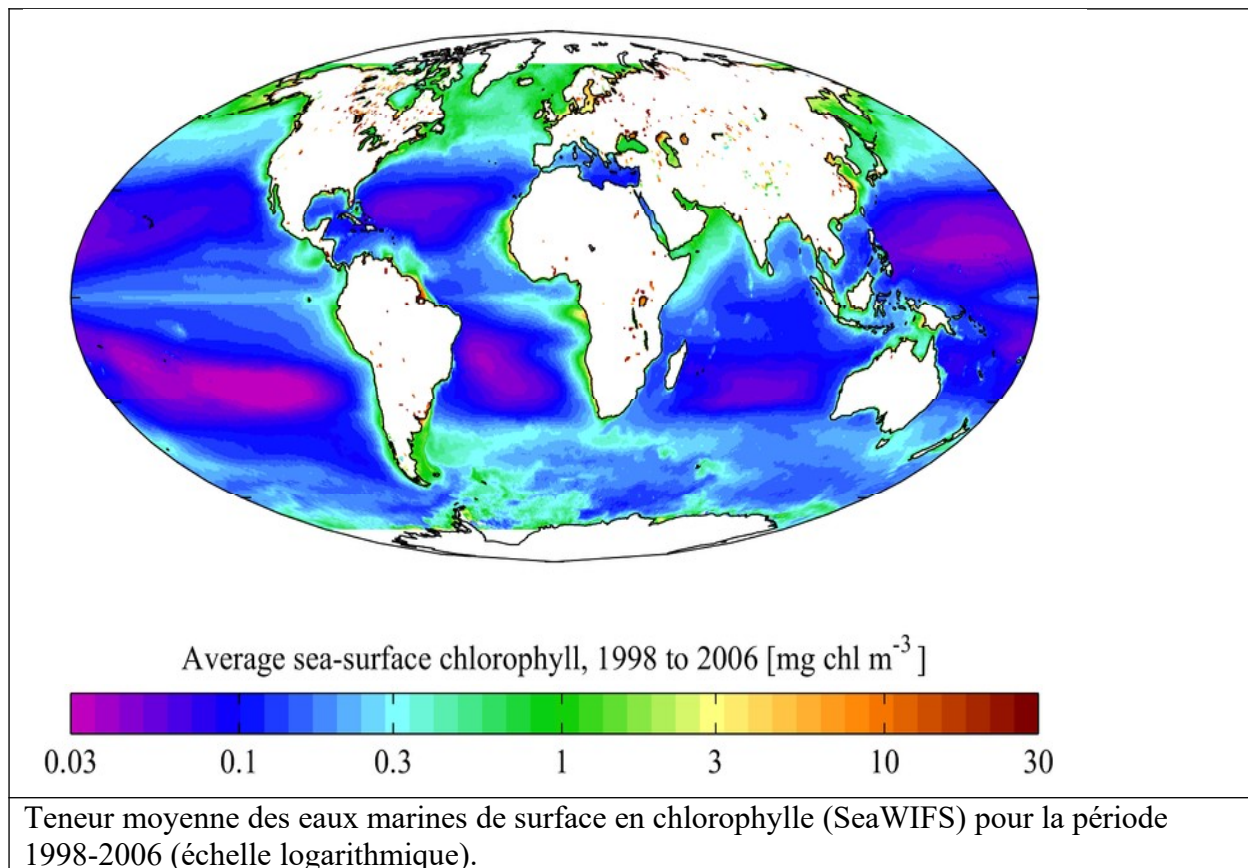 Average sea-surface chlorophyll, 1998 to 2006 [mg chl m⁻³ ]
0.03 0.1 0.3 1 3 10 30
Teneur moyenne des eaux marines de surface en chlorophylle (SeaWIFS) pour la période
1998-2006 (échelle logarithmique).